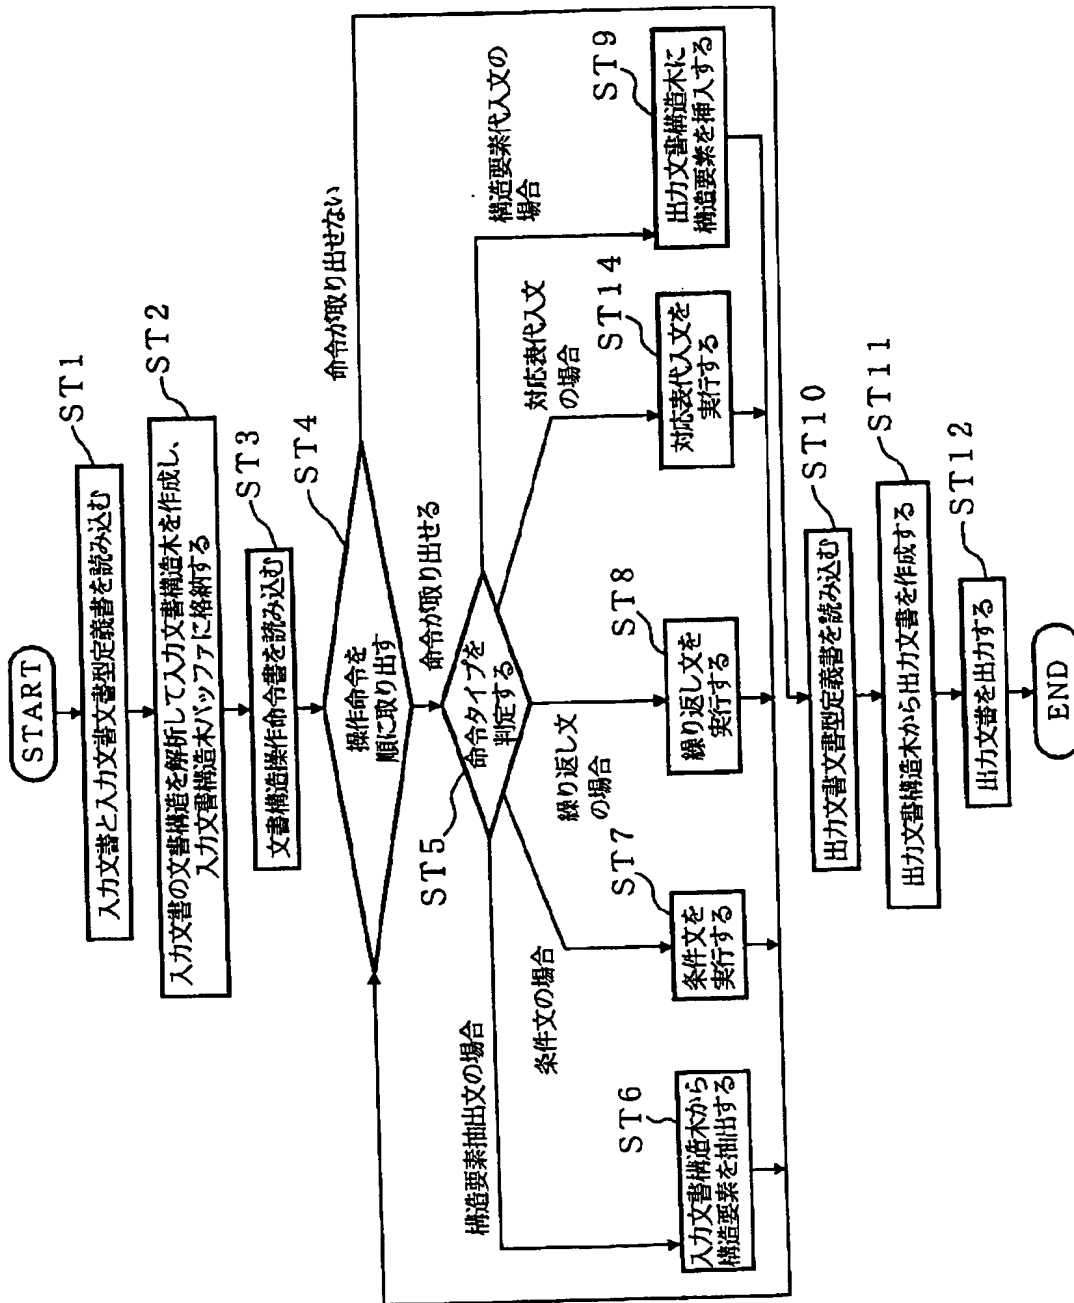 START
ST1
入力文書と入力文書文書型定義書を読み込む
ST2
入力文書の文書構造を解析して入力文書構造木を作成し、
入力文書構造木バッファに格納する
ST3
文書構造操作命令書を読み込む
ST4
操作命令を
順に取り出す
命令が取り出せない
命令が取り出せる
ST5
命令タイプを
判定する
構造要素抽出文の場合
条件文の場合
繰り返し文
の場合
対応表代入文
の場合
構造要素代入文の
場合
ST6
入力文書構造木から
構造要素を抽出する
ST7
条件文を
実行する
ST8
繰り返し文を
実行する
ST14
対応表代入文を
実行する
ST9
出力文書構造木に
構造要素を挿入する
ST10
出力文書文書型定義書を読み込む
ST11
出力文書構造木から出力文書を作成する
ST12
出力文書を出力する
END